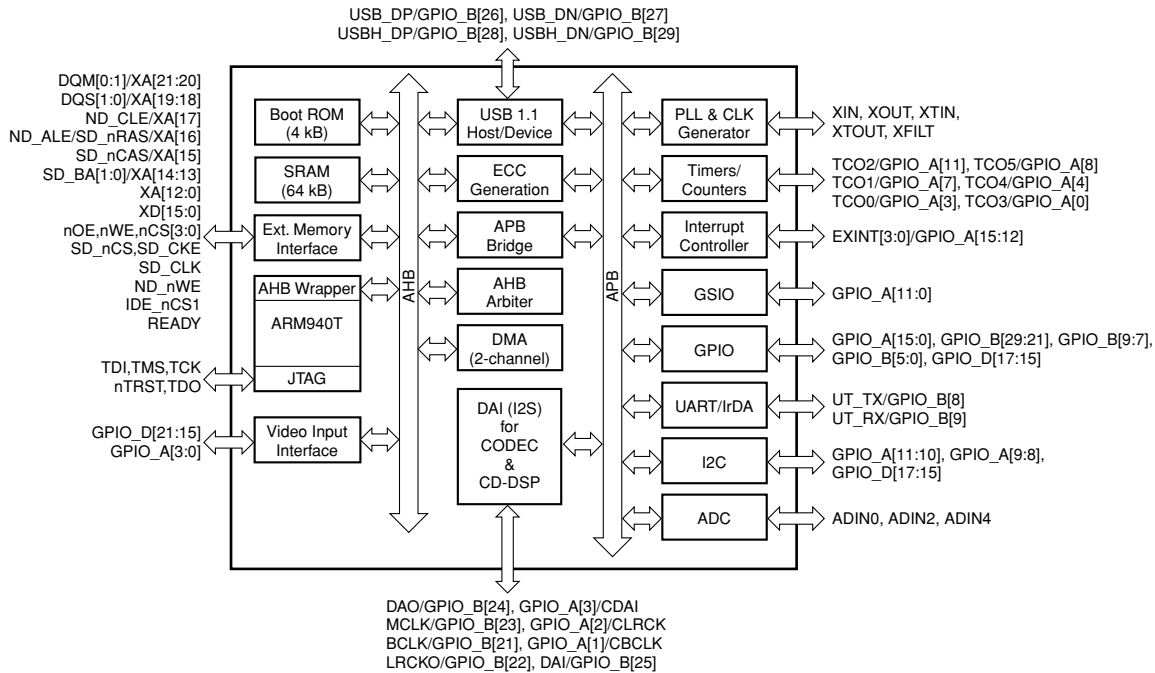 USB_DP/GPIO_B[26], USB_DN/GPIO_B[27]
USBH_DP/GPIO_B[28], USBH_DN/GPIO_B[29]
DQM[0:1]/XA[21:20]
DQS[1:0]/XA[19:18]
ND_CLE/XA[17]
ND_ALE/SD_nRAS/XA[16]
SD_nCAS/XA[15]
SD_BA[1:0]/XA[14:13]
XA[12:0]
XD[15:0]
nOE,nWE,nCS[3:0]
SD_nCS,SD_CKE
SD_CLK
ND_nWE
IDE_nCS1
READY
TDI,TMS,TCK
nTRST,TDO
GPIO_D[21:15]
GPIO_A[3:0]
Boot ROM
(4 kB)
SRAM
(64 kB)
Ext. Memory
Interface
AHB Wrapper
ARM940T
JTAG
Video Input
Interface
AHB
USB 1.1
Host/Device
ECC
Generation
APB
Bridge
AHB
Arbiter
DMA
(2-channel)
DAI (I2S)
for
CODEC
&
CD-DSP
APB
PLL & CLK
Generator
Timers/
Counters
Interrupt
Controller
GSIO
GPIO
UART/IrDA
I2C
ADC
XIN, XOUT, XTIN,
XTOUT, XFILT
TCO2/GPIO_A[11], TCO5/GPIO_A[8]
TCO1/GPIO_A[7], TCO4/GPIO_A[4]
TCO0/GPIO_A[3], TCO3/GPIO_A[0]
EXINT[3:0]/GPIO_A[15:12]
GPIO_A[11:0]
GPIO_A[15:0], GPIO_B[29:21], GPIO_B[9:7],
GPIO_B[5:0], GPIO_D[17:15]
UT_TX/GPIO_B[8]
UT_RX/GPIO_B[9]
GPIO_A[11:10], GPIO_A[9:8],
GPIO_D[17:15]
ADIN0, ADIN2, ADIN4
DAO/GPIO_B[24], GPIO_A[3]/CDAI
MCLK/GPIO_B[23], GPIO_A[2]/CLRCK
BCLK/GPIO_B[21], GPIO_A[1]/CBCLK
LRCKO/GPIO_B[22], DAI/GPIO_B[25]